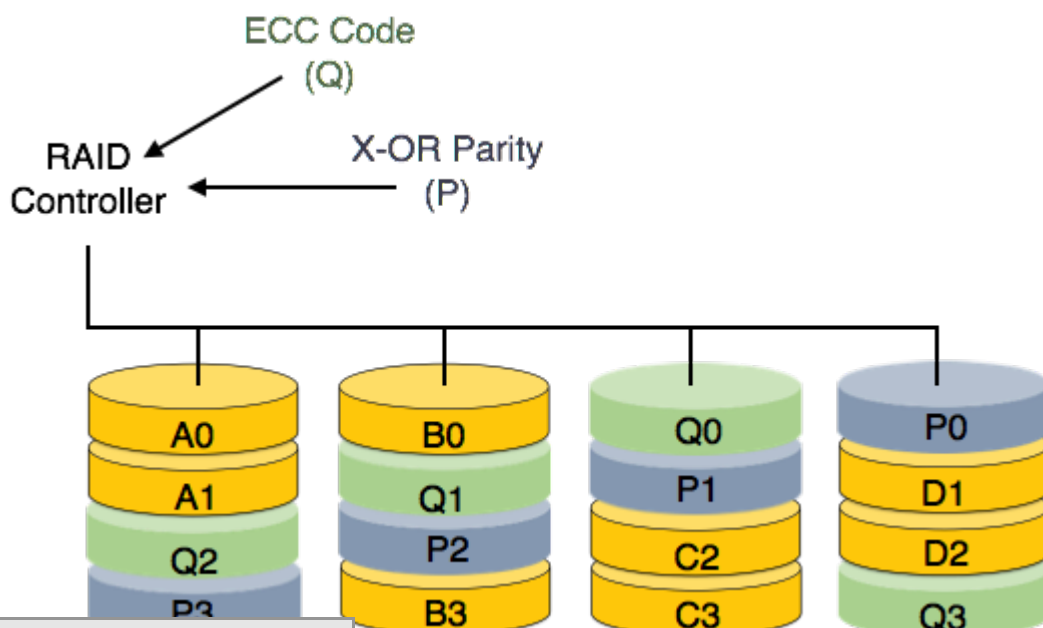 ECC Code
(Q)
RAID
Controller
X-OR Parity
(P)
A0
B0
Q0
P0
A1
Q1
P1
D1
Q2
P2
C2
D2
P3
B3
C3
Q3